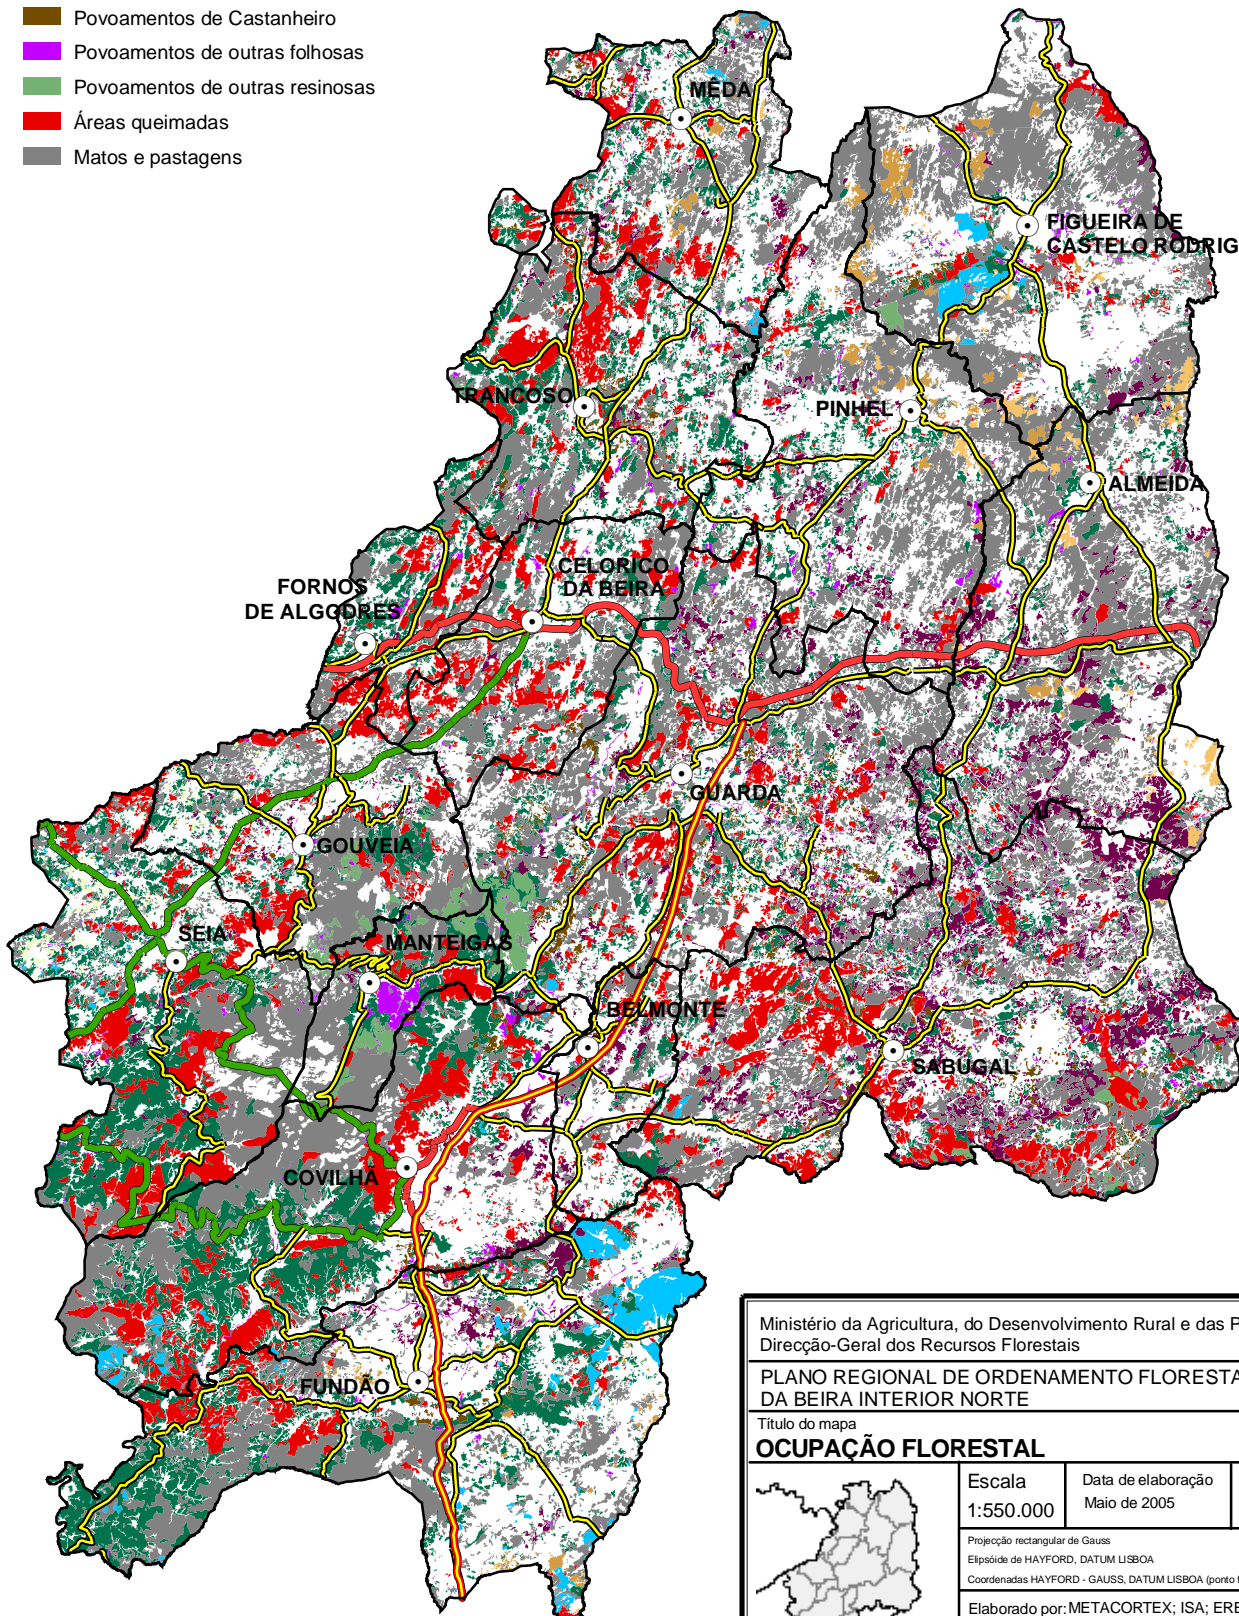 Povoamentos de Castanheiro
Povoamentos de outras folhosas
Povoamentos de outras resinosas
Áreas queimadas
Matos e pastagens
MÊDA
FIGUEIRA DE
CASTELO RODRIG
TRANCOSO
PINHEL
ALMEIDA
CELORICO
DA BEIRA
FORNOS
DE ALGODRES
GUARDA
GOUVEIA
SEIA
MANTEIGAS
BELMONTE
SABUGAL
COVILHÃ
FUNDÃO
Ministério da Agricultura, do Desenvolvimento Rural e das P
Direcção-Geral dos Recursos Florestais
PLANO REGIONAL DE ORDENAMENTO FLORESTA
DA BEIRA INTERIOR NORTE
Título do mapa
OCUPAÇÃO FLORESTAL
Escala
1:550.000
Data de elaboração
Maio de 2005
Projecção rectangular de Gauss
Elipsóide de HAYFORD, DATUM LISBOA
Coordenadas HAYFORD - GAUSS, DATUM LISBOA (ponto
Elaborado por: METACORTEX; ISA; ERE